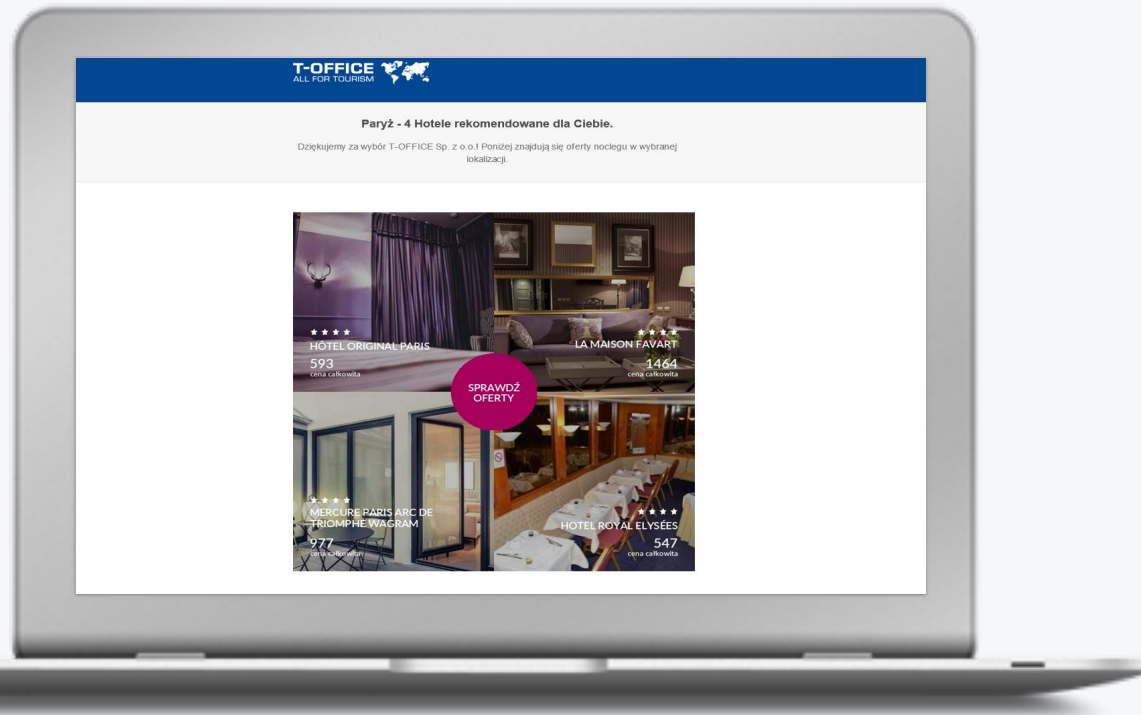 T-OFFICE
ALL FOR TOURISM
Paryż - 4 Hotele rekomendowane dla Ciebie.
Dziękujemy za wybór T-OFFICE Sp. z o.o.! Poniżej znajdują się oferty noclegu w wybranej
lokalizacji.
HÔTEL ORIGINAL PARIS
593
cena całkowita
LA MAISON FAVART
1464
cena całkowita
SPRAWDŹ
OFERTY
MERCURE PARIS ARC DE
TRIOMPHE WAGRAM
977
cena całkowita
HOTEL ROYAL ELYSÉES
547
cena całkowita